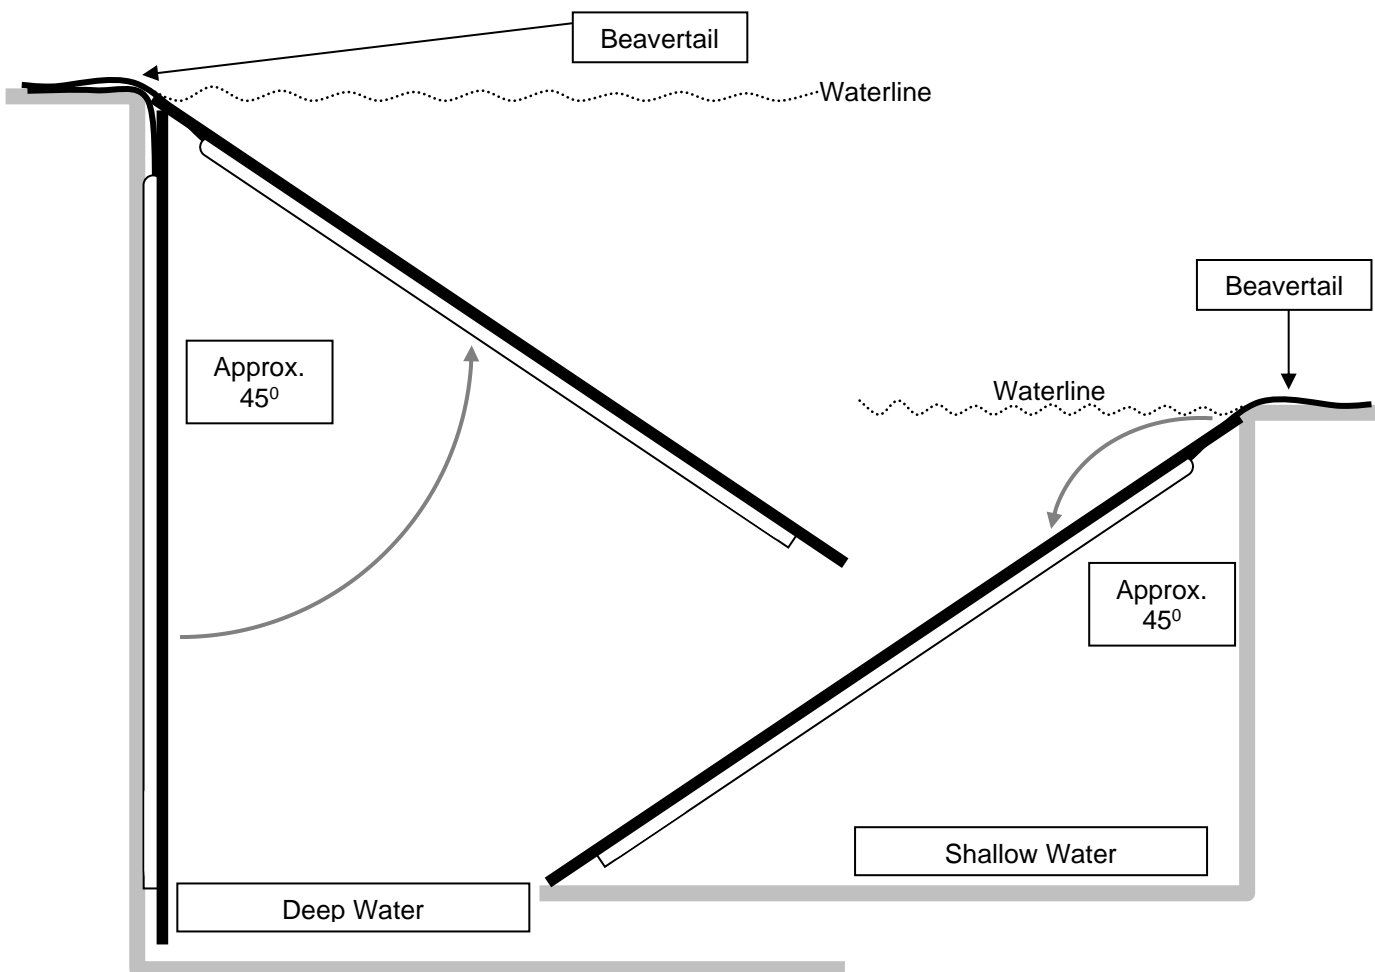 Beavertail
Waterline
Beavertail
Approx.
45⁰
Waterline
Approx.
45⁰
Shallow Water
Deep Water